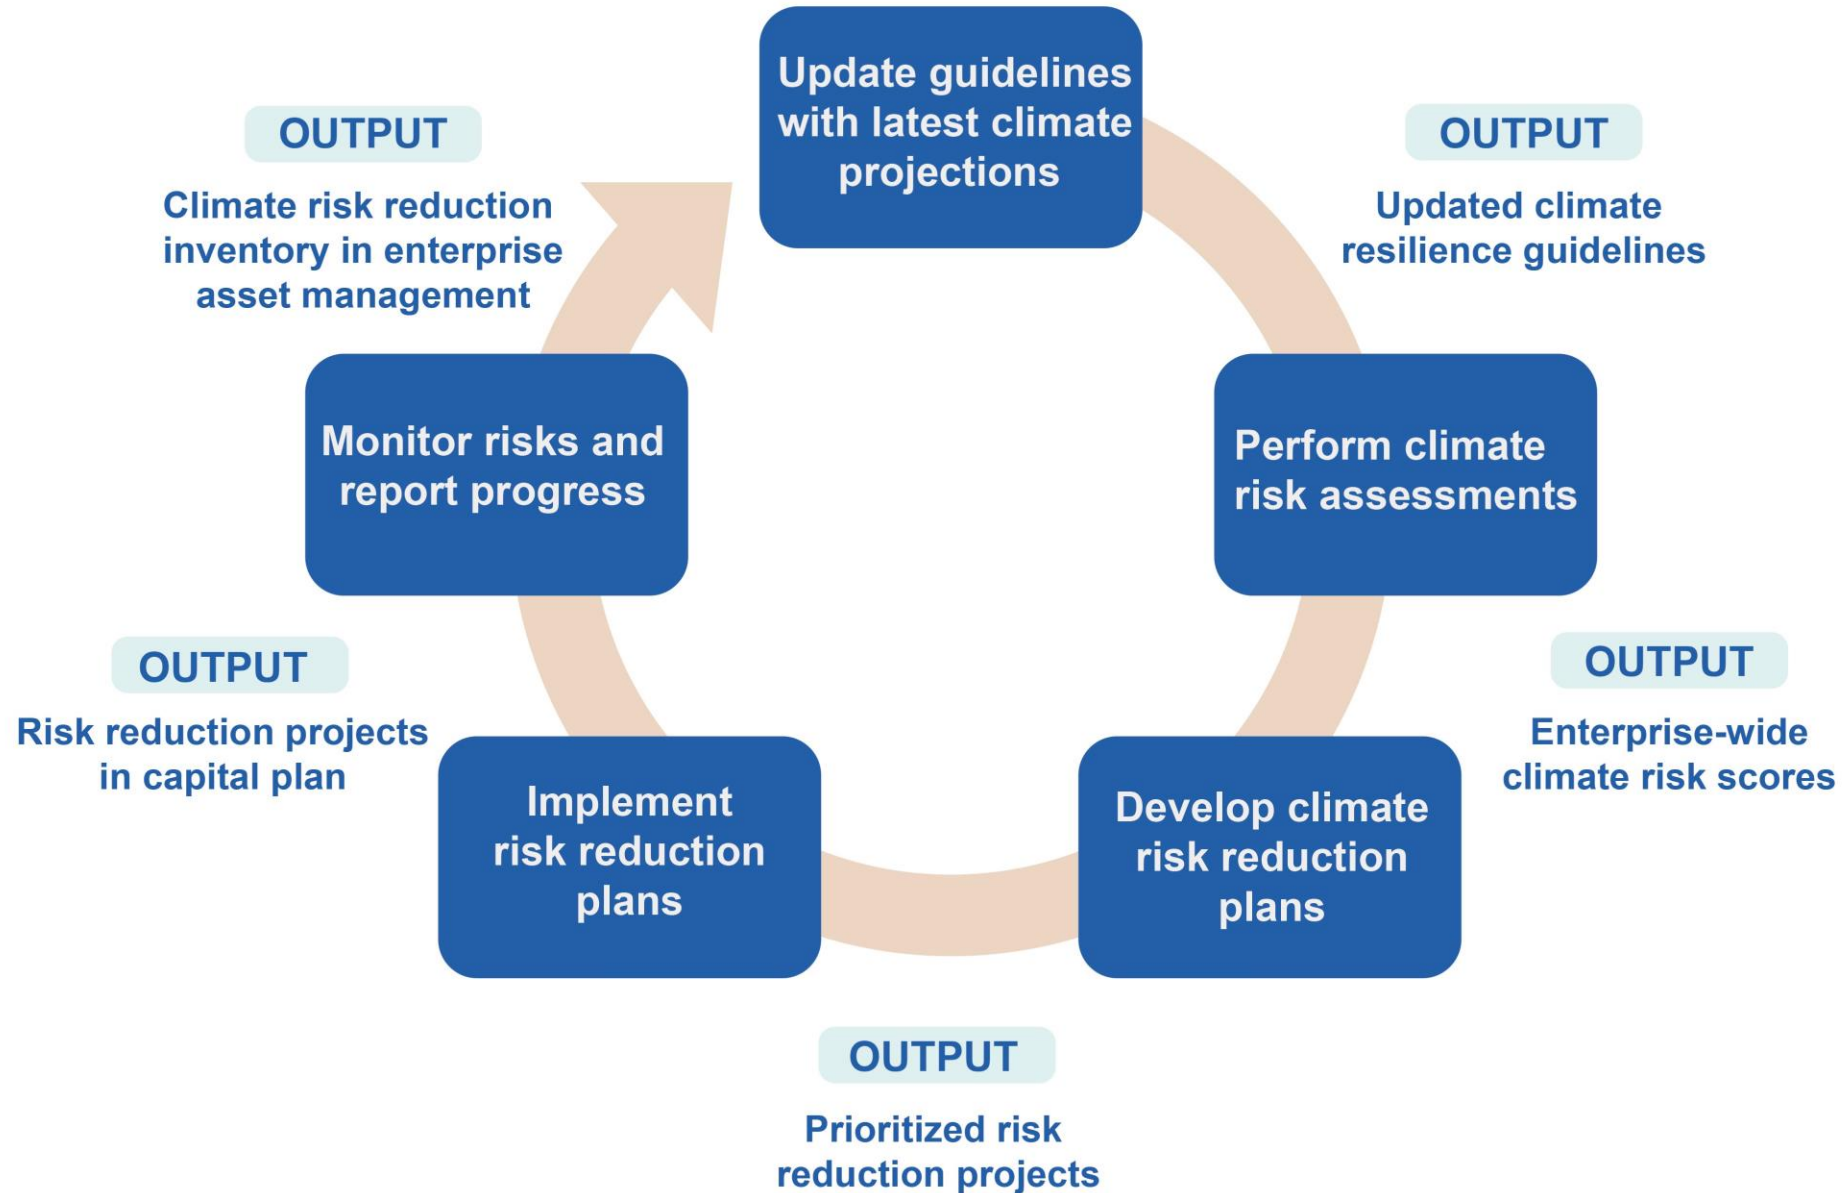 Update guidelines
with latest climate
projections
OUTPUT
Updated climate
resilience guidelines
Perform climate
risk assessments
OUTPUT
Enterprise-wide
climate risk scores
Develop climate
risk reduction
plans
OUTPUT
Prioritized risk
reduction projects
Implement
risk reduction
plans
OUTPUT
Risk reduction projects
in capital plan
Monitor risks and
report progress
OUTPUT
Climate risk reduction
inventory in enterprise
asset management